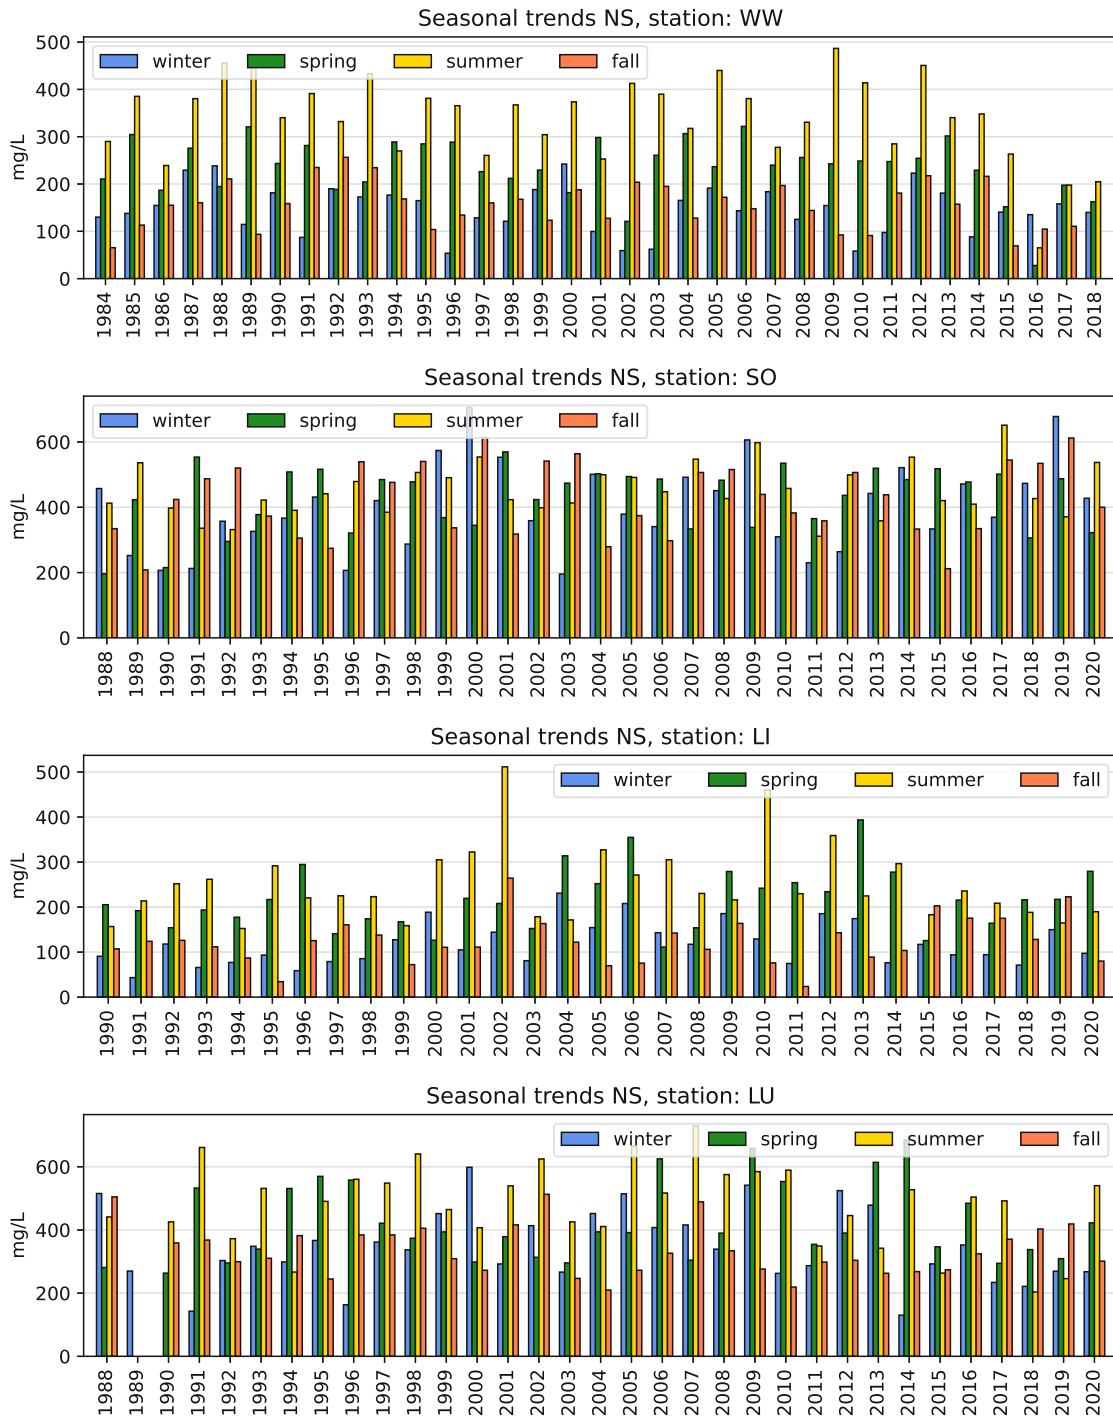 Seasonal trends NS, station: WW
winter spring summer fall
mg/L
500
400
300
200
100
0
1984 1985 1986 1987 1988 1989 1990 1991 1992 1993 1994 1995 1996 1997 1998 1999 2000 2001 2002 2003 2004 2005 2006 2007 2008 2009 2010 2011 2012 2013 2014 2015 2016 2017 2018
Seasonal trends NS, station: SO
winter spring summer fall
mg/L
600
400
200
0
1988 1989 1990 1991 1992 1993 1994 1995 1996 1997 1998 1999 2000 2001 2002 2003 2004 2005 2006 2007 2008 2009 2010 2011 2012 2013 2014 2015 2016 2017 2018 2019 2020
Seasonal trends NS, station: LI
winter spring summer fall
mg/L
500
400
300
200
100
0
1990 1991 1992 1993 1994 1995 1996 1997 1998 1999 2000 2001 2002 2003 2004 2005 2006 2007 2008 2009 2010 2011 2012 2013 2014 2015 2016 2017 2018 2019 2020
Seasonal trends NS, station: LU
winter spring summer fall
mg/L
600
400
200
0
1988 1989 1990 1991 1992 1993 1994 1995 1996 1997 1998 1999 2000 2001 2002 2003 2004 2005 2006 2007 2008 2009 2010 2011 2012 2013 2014 2015 2016 2017 2018 2019 2020